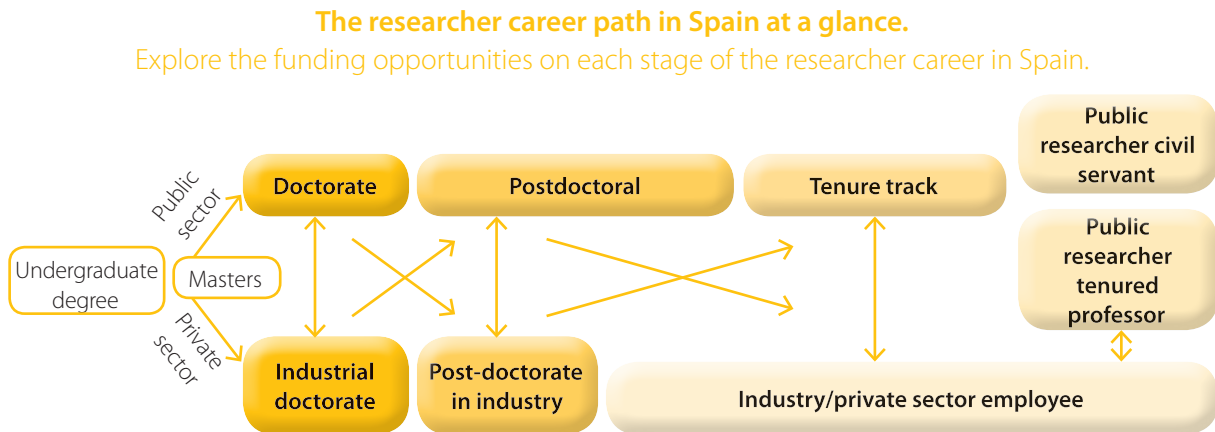 The researcher career path in Spain at a glance.
Explore the funding opportunities on each stage of the researcher career in Spain.
Undergraduate
degree
Masters
Public
sector
Private
sector
Doctorate
Postdoctoral
Tenure track
Public
researcher civil
servant
Public
researcher
tenured
professor
Industrial
doctorate
Post-doctorate
in industry
Industry/private sector employee